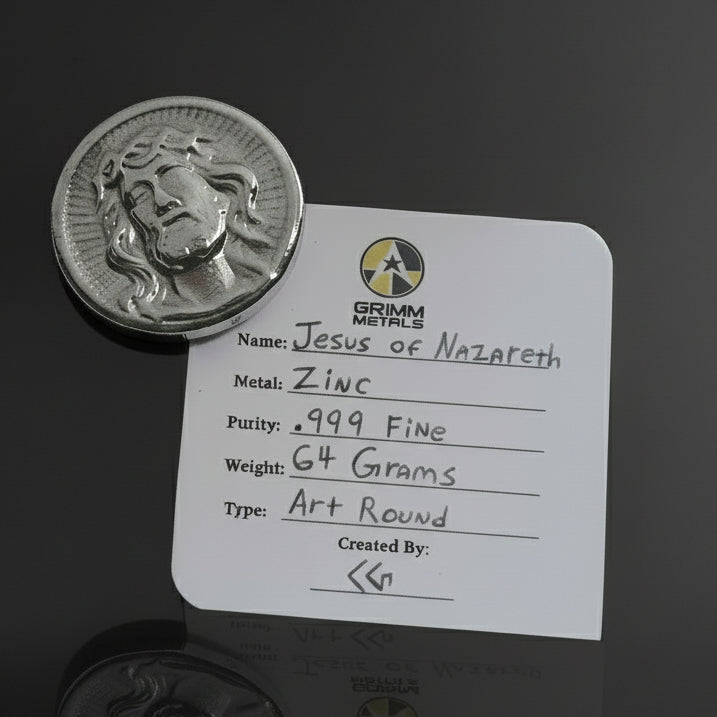 GRIMM
METALS
Name: Jesus of Nazareth
Metal: Zinc
Purity: .999 Fine
Weight: 64 Grams
Type: Art Round
Created By: